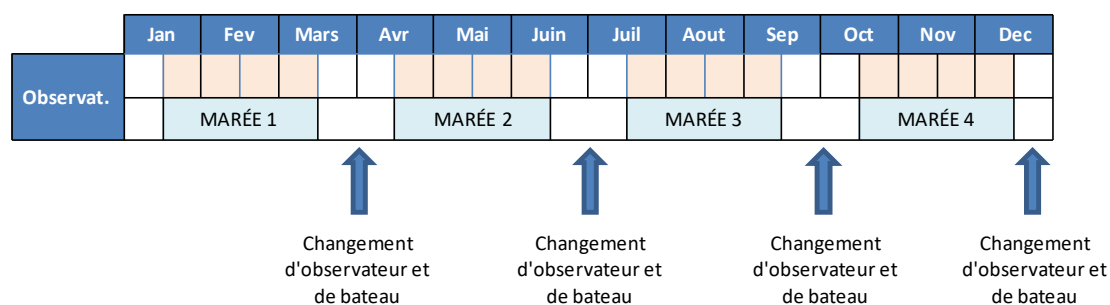 Jan Fev Mars Avr Mai Juin Juil Aout Sep Oct Nov Dec
Observat.
MARÉE 1 MARÉE 2 MARÉE 3 MARÉE 4
Changement
d'observateur et
de bateau
Changement
d'observateur et
de bateau
Changement
d'observateur et
de bateau
Changement
d'observateur et
de bateau